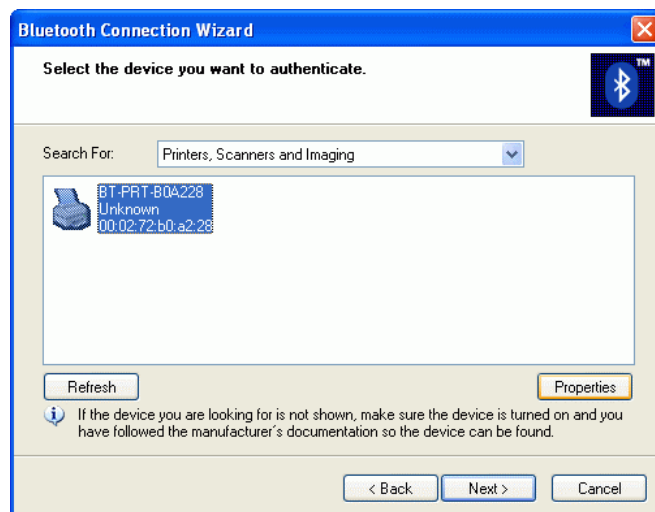 Bluetooth Connection Wizard
Select the device you want to authenticate.
TM
Search For: Printers, Scanners and Imaging
BT-PRT-B0A228
Unknown
00:02:72:b0:a2:28
Refresh Properties
If the device you are looking for is not shown, make sure the device is turned on and you
have followed the manufacturer's documentation so the device can be found.
< Back Next > Cancel